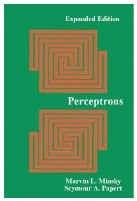 Expanded Edition
Perceptrons
Marvin L. Minsky
Seymour A. Papert